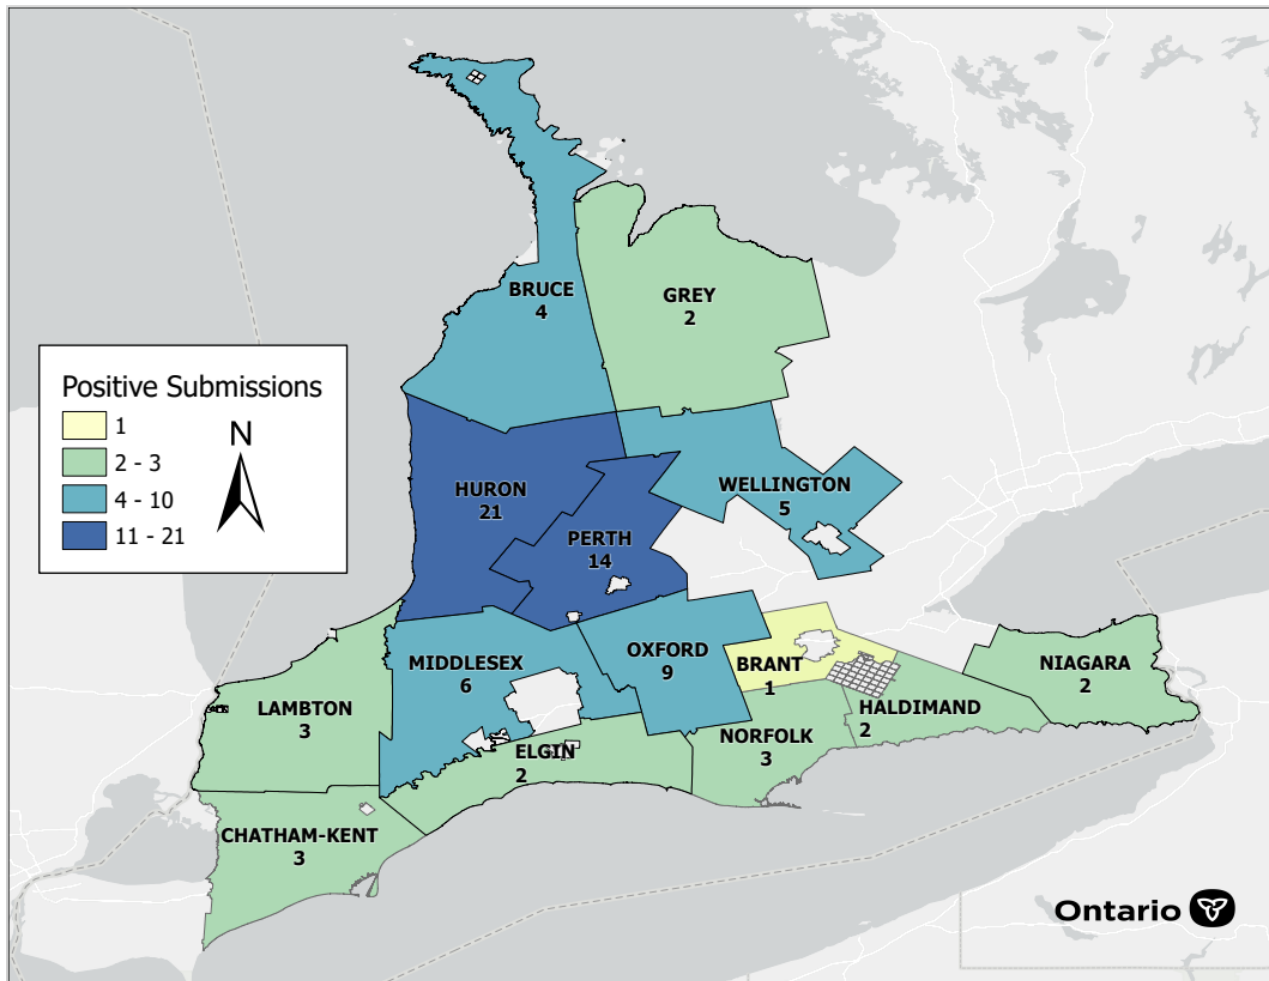 BRUCE
4
GREY
2
Positive Submissions
1
2 - 3
4 - 10
11 - 21
N
HURON
21
PERTH
14
WELLINGTON
5
MIDDLESEX
6
OXFORD
9
BRANT
1
NIAGARA
2
LAMBTON
3
HALDIMAND
2
NORFOLK
3
ELGIN
2
CHATHAM-KENT
3
Ontario